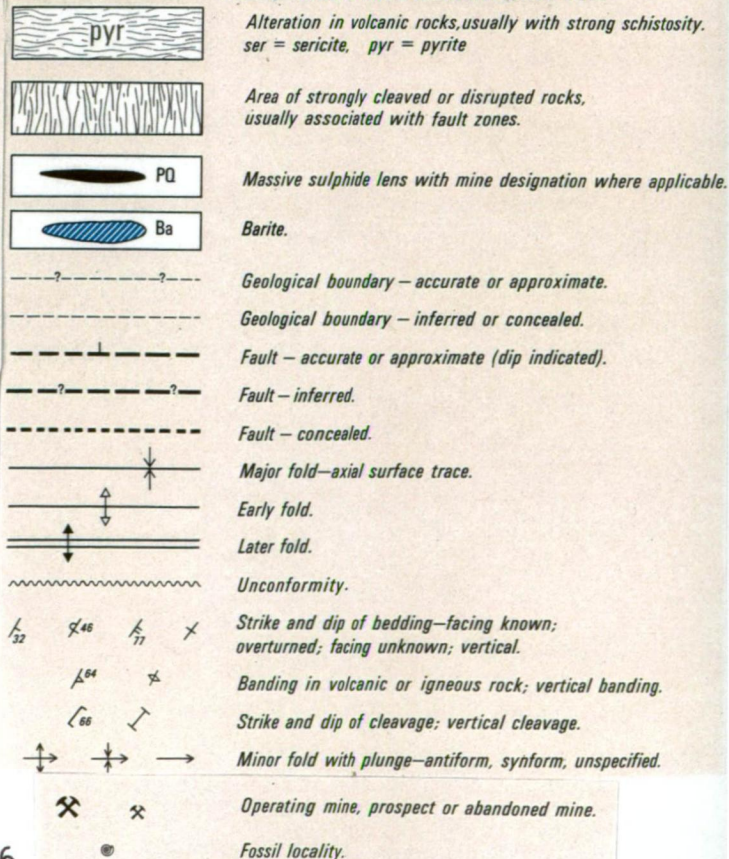 pyr
Alteration in volcanic rocks, usually with strong schistosity.
ser = sericite, pyr = pyrite
Area of strongly cleaved or disrupted rocks,
usually associated with fault zones.
PQ
Massive sulphide lens with mine designation where applicable.
Ba
Barite.
? ?
Geological boundary – accurate or approximate.
Geological boundary – inferred or concealed.
Fault – accurate or approximate (dip indicated).
? ?
Fault – inferred.
Fault – concealed.
Major fold–axial surface trace.
Early fold.
Later fold.
Unconformity.
32 46 77
Strike and dip of bedding–facing known;
overturned; facing unknown; vertical.
64
Banding in volcanic or igneous rock; vertical banding.
66
Strike and dip of cleavage; vertical cleavage.
Minor fold with plunge–antiform, synform, unspecified.
Operating mine, prospect or abandoned mine.
Fossil locality.